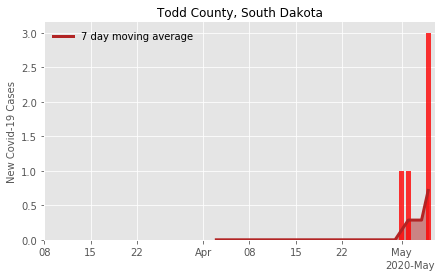 Todd County, South Dakota
7 day moving average
New Covid-19 Cases
3.0
2.5
2.0
1.5
1.0
0.5
0.0
08 15 22 Apr 08 15 22 May
2020-May